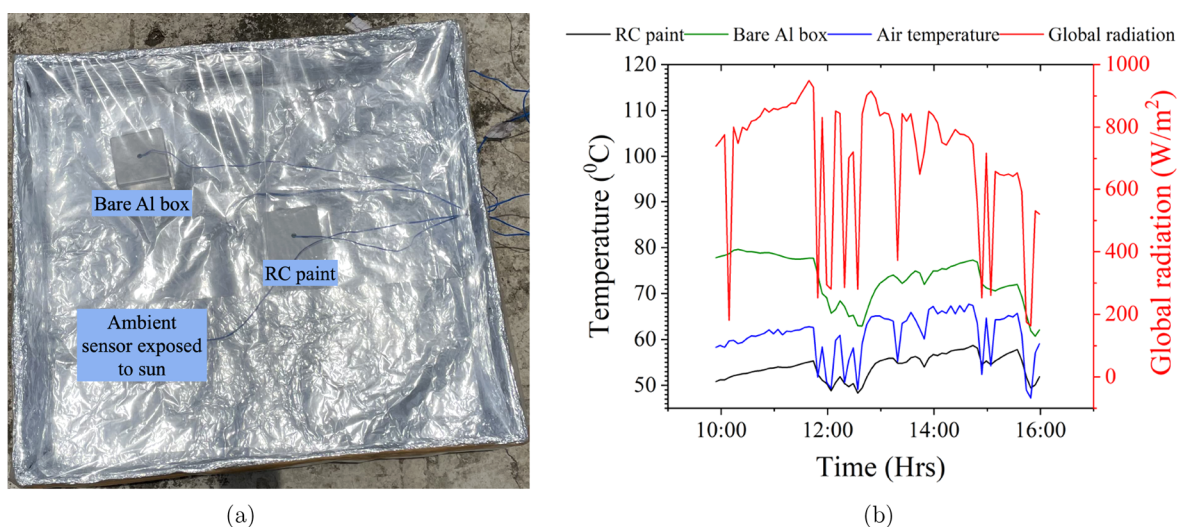 Bare Al box
RC paint
Ambient
sensor exposed
to sun
(a)
RC paint Bare Al box Air temperature Global radiation
120
110
100
90
80
70
60
50
Temperature (⁰C)
1000
800
600
400
200
0
Global radiation (W/m²)
10:00 12:00 14:00 16:00
Time (Hrs)
(b)